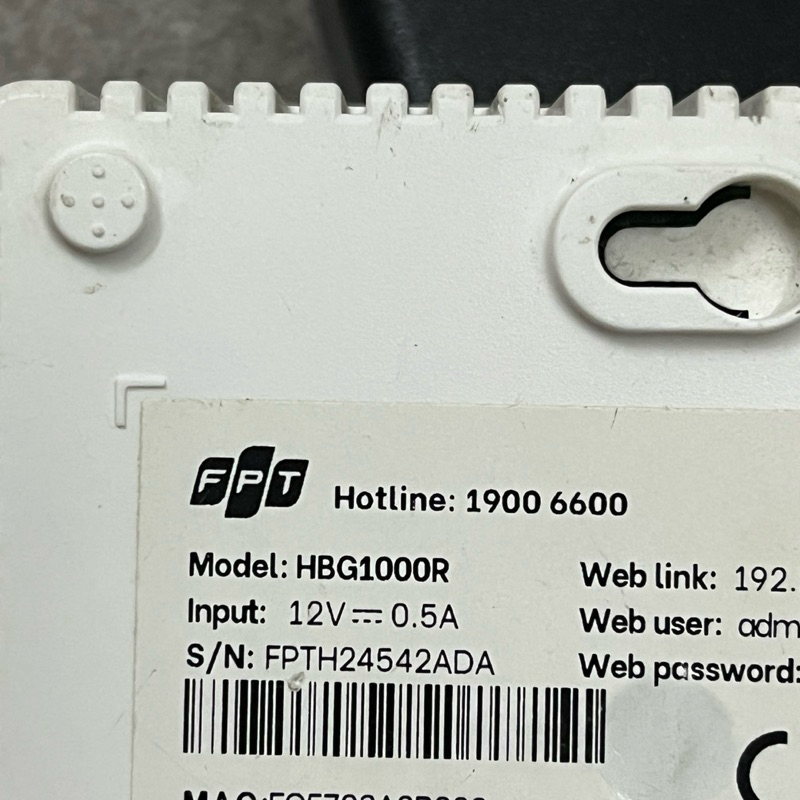 FPT Hotline: 1900 6600
Model: HBG1000R
Input: 12V⎓0.5A
S/N: FPTH24542ADA
Web link: 192.
Web user: adm
Web password: